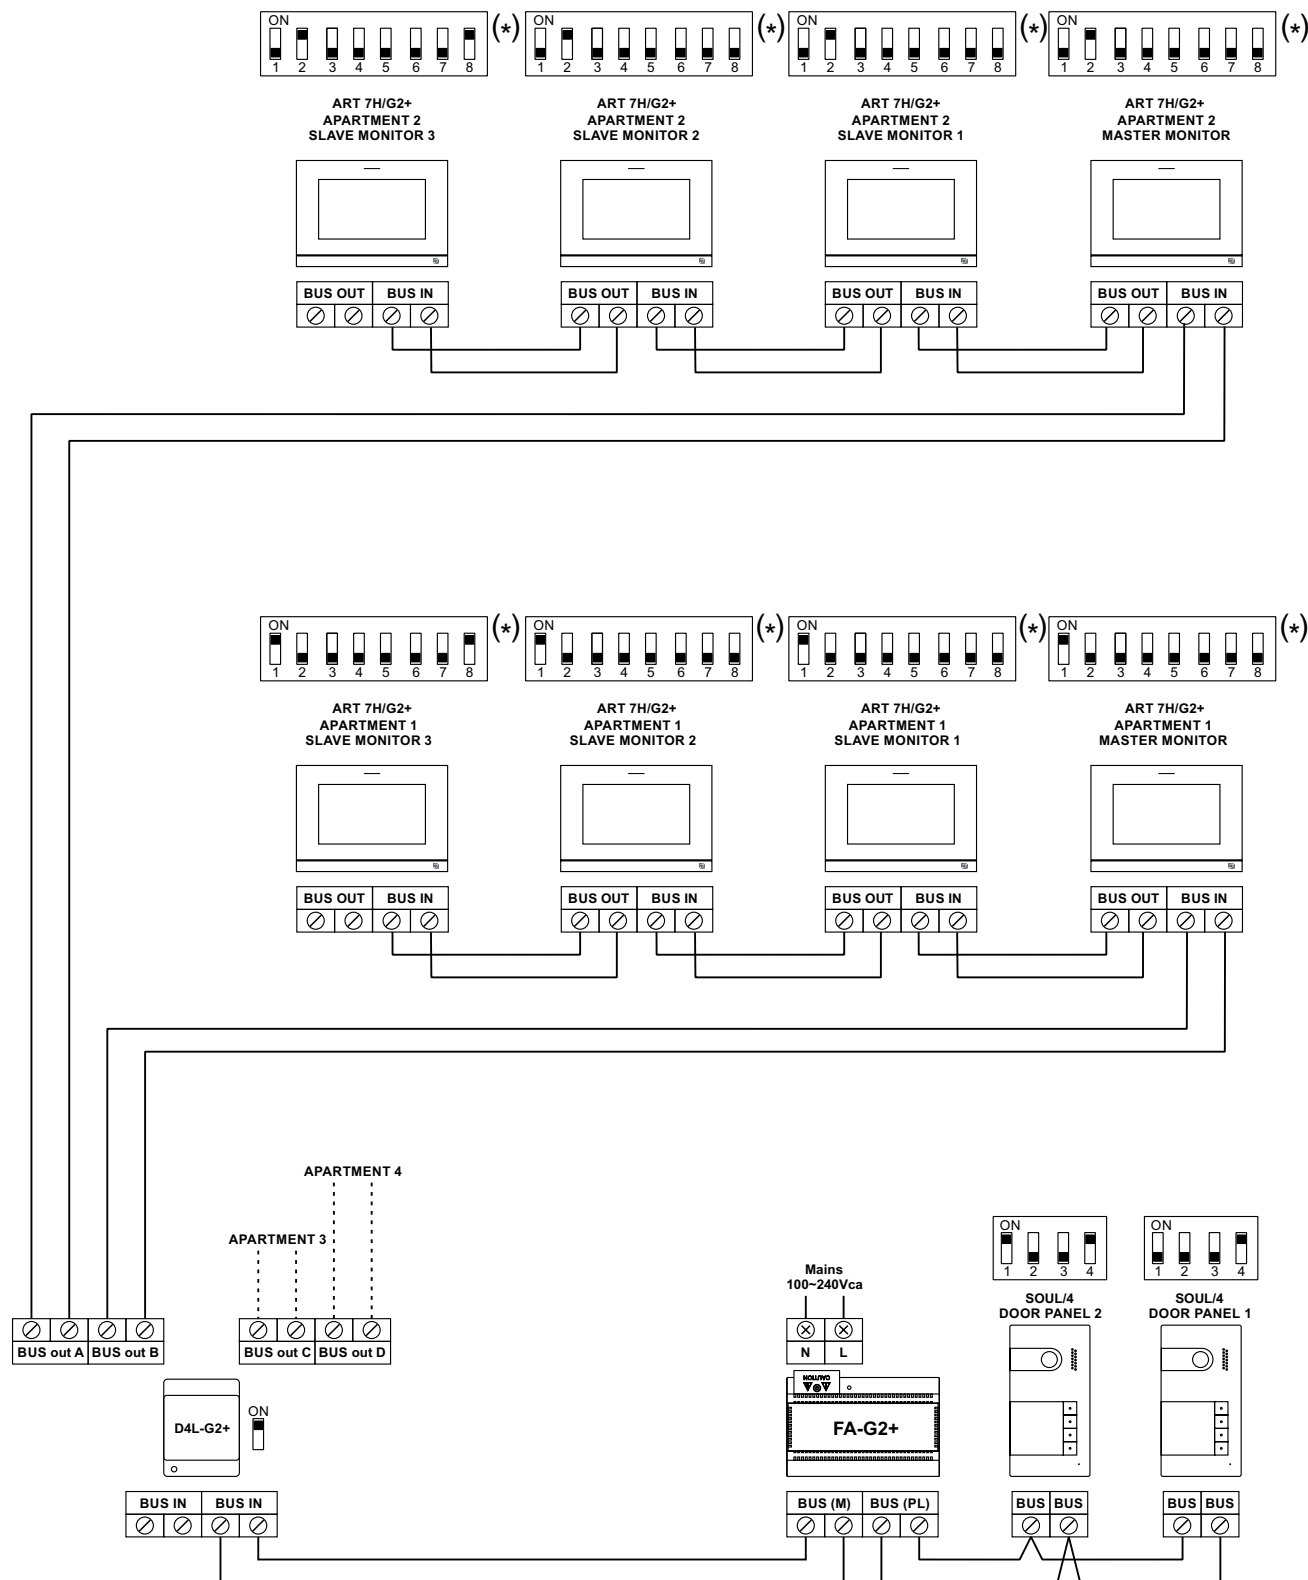 ON ON ON ON
(*) (*) (*) (*)
1 2 3 4 5 6 7 8 1 2 3 4 5 6 7 8 1 2 3 4 5 6 7 8 1 2 3 4 5 6 7 8
ART 7H/G2+ ART 7H/G2+ ART 7H/G2+ ART 7H/G2+
APARTMENT 2 APARTMENT 2 APARTMENT 2 APARTMENT 2
SLAVE MONITOR 3 SLAVE MONITOR 2 SLAVE MONITOR 1 MASTER MONITOR
BUS OUT BUS IN BUS OUT BUS IN BUS OUT BUS IN BUS OUT BUS IN
ON ON ON ON
(*) (*) (*) (*)
1 2 3 4 5 6 7 8 1 2 3 4 5 6 7 8 1 2 3 4 5 6 7 8 1 2 3 4 5 6 7 8
ART 7H/G2+ ART 7H/G2+ ART 7H/G2+ ART 7H/G2+
APARTMENT 1 APARTMENT 1 APARTMENT 1 APARTMENT 1
SLAVE MONITOR 3 SLAVE MONITOR 2 SLAVE MONITOR 1 MASTER MONITOR
BUS OUT BUS IN BUS OUT BUS IN BUS OUT BUS IN BUS OUT BUS IN
APARTMENT 4
APARTMENT 3
ON ON
1 2 3 4 1 2 3 4
Mains
100~240Vca
SOUL/4 SOUL/4
DOOR PANEL 2 DOOR PANEL 1
BUS out A BUS out B BUS out C BUS out D N L
CAUTION
ON
D4L-G2+ FA-G2+
BUS IN BUS IN BUS (M) BUS (PL) BUS BUS BUS BUS